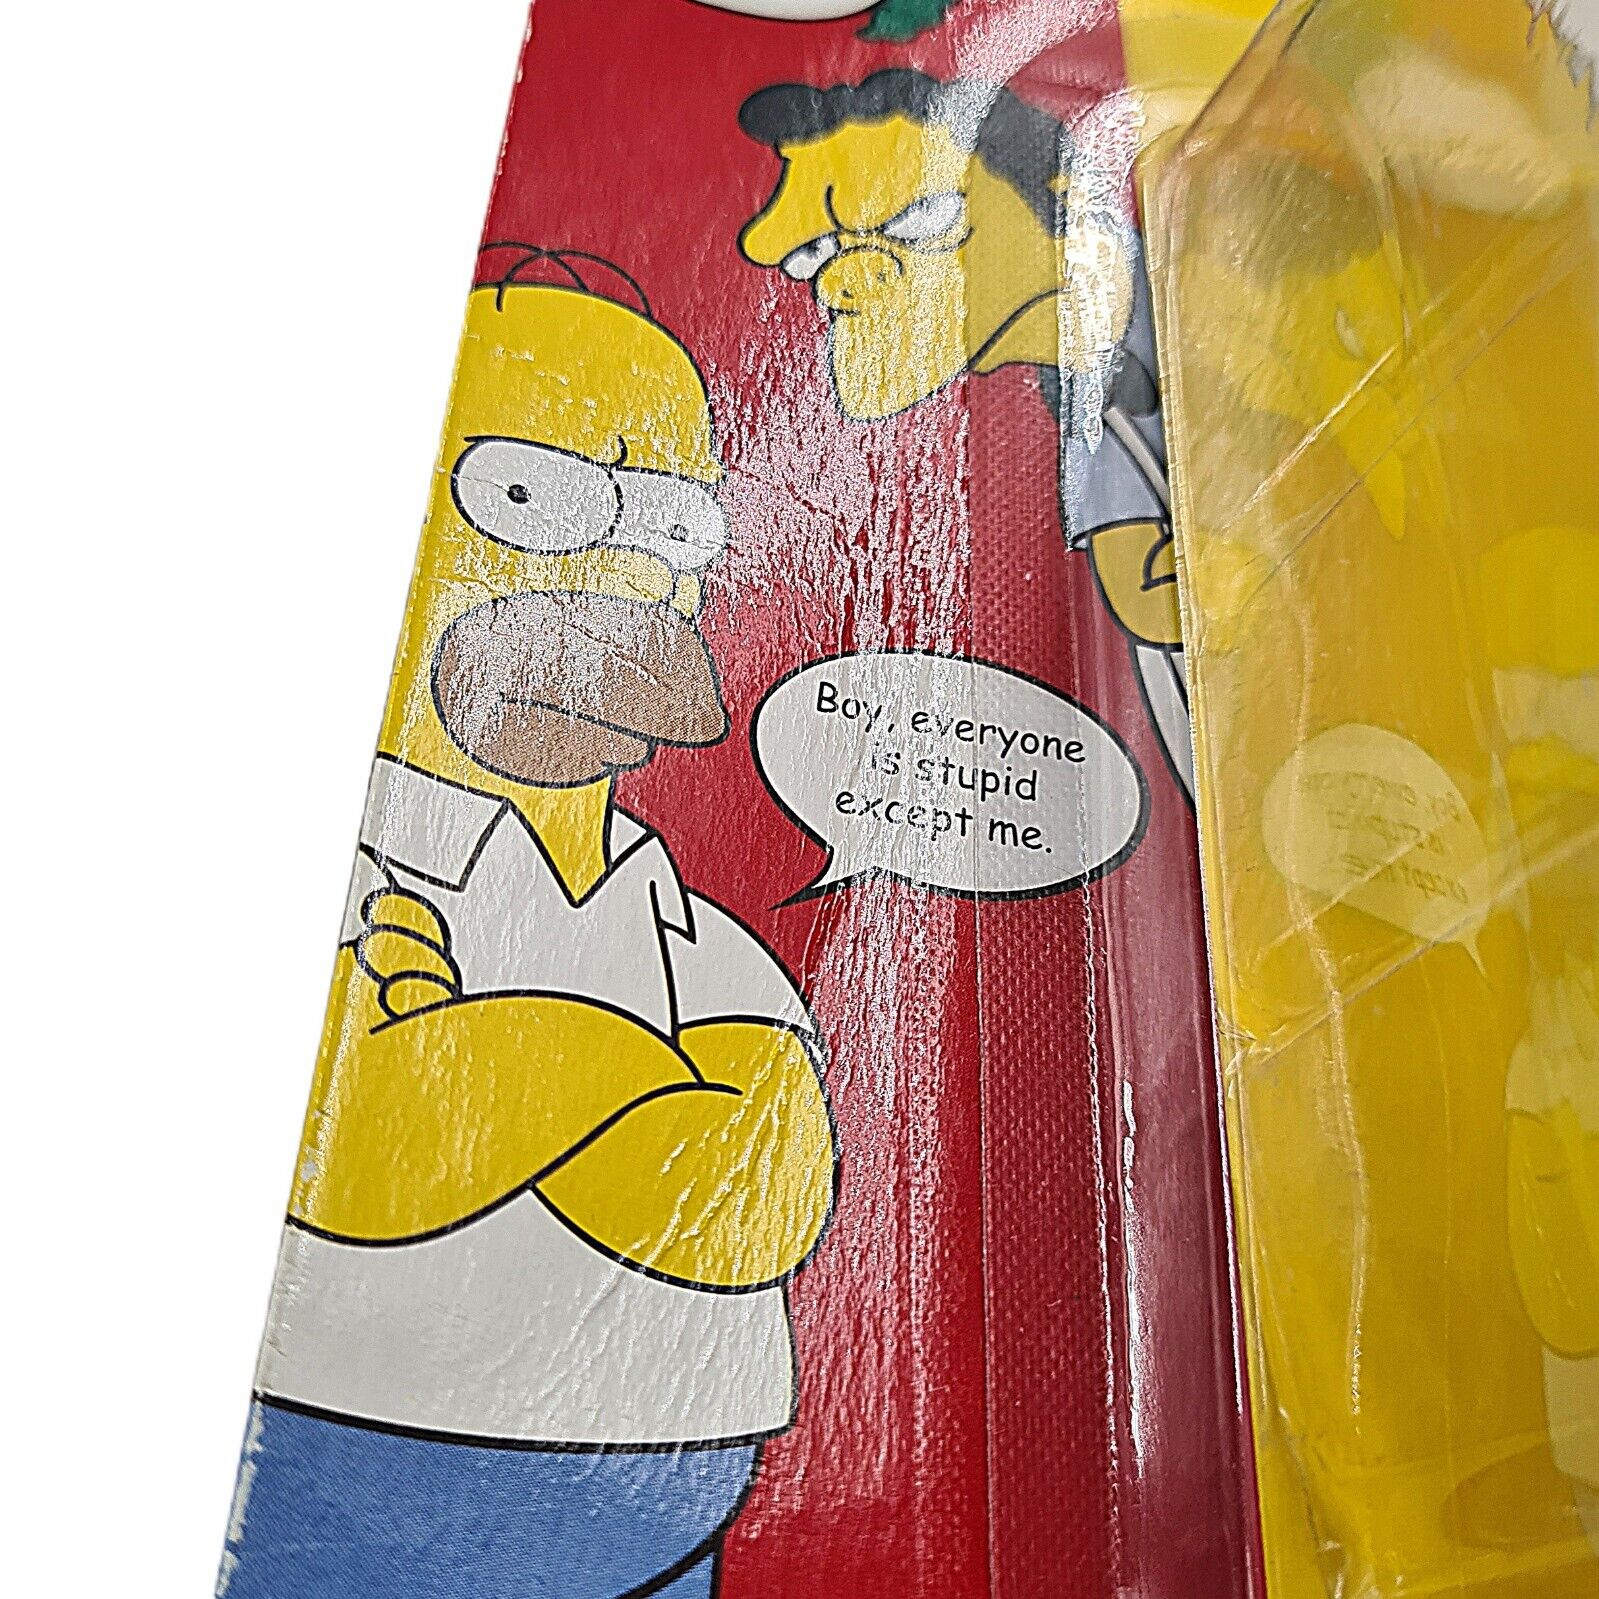 Boy, everyone
is stupid
except me.